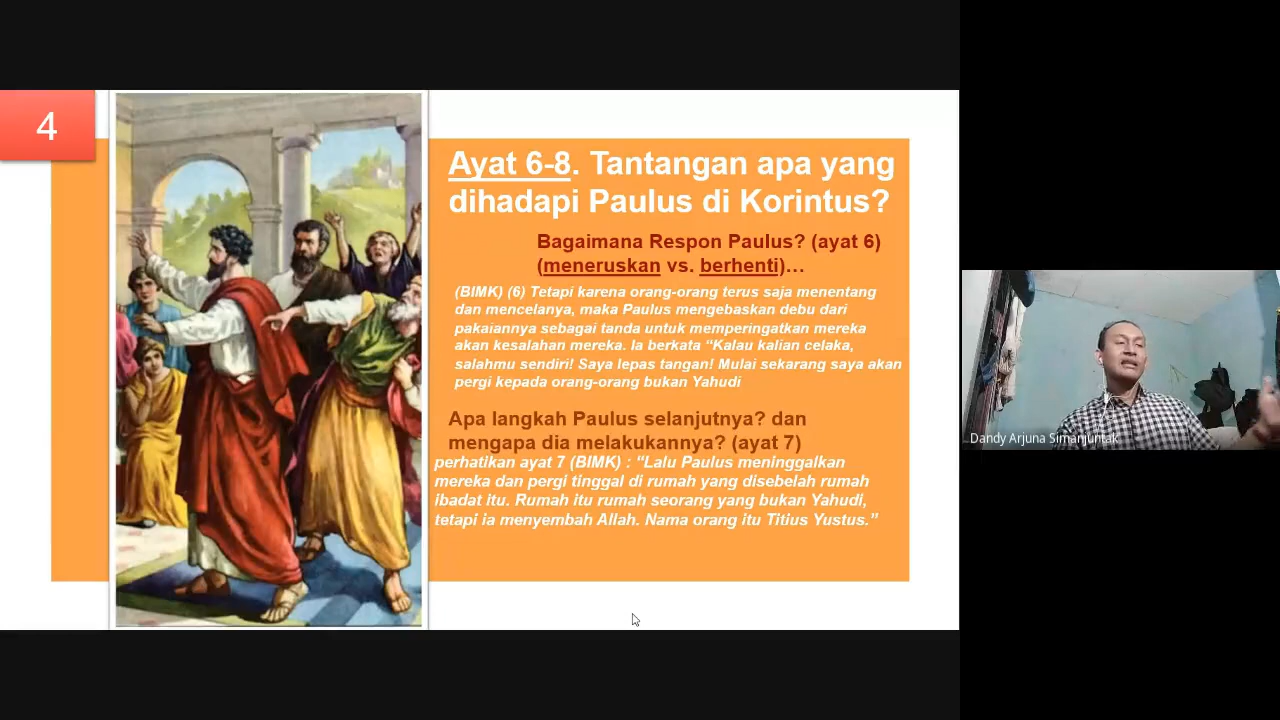 4
Ayat 6-8. Tantangan apa yang
dihadapi Paulus di Korintus?
Bagaimana Respon Paulus? (ayat 6)
(meneruskan vs. berhenti)…
(BIMK) (6) Tetapi karena orang-orang terus saja menentang
dan mencelanya, maka Paulus mengebaskan debu dari
pakaiannya sebagai tanda untuk memperingatkan mereka
akan kesalahan mereka. Ia berkata “Kalau kalian celaka,
salahmu sendiri! Saya lepas tangan! Mulai sekarang saya akan
pergi kepada orang-orang bukan Yahudi
Apa langkah Paulus selanjutnya? dan
mengapa dia melakukannya? (ayat 7)
perhatikan ayat 7 (BIMK) : “Lalu Paulus meninggalkan
mereka dan pergi tinggal di rumah yang disebelah rumah
ibadat itu. Rumah itu rumah seorang yang bukan Yahudi,
tetapi ia menyembah Allah. Nama orang itu Titius Yustus.”
Dandy Arjuna Simanjuntak